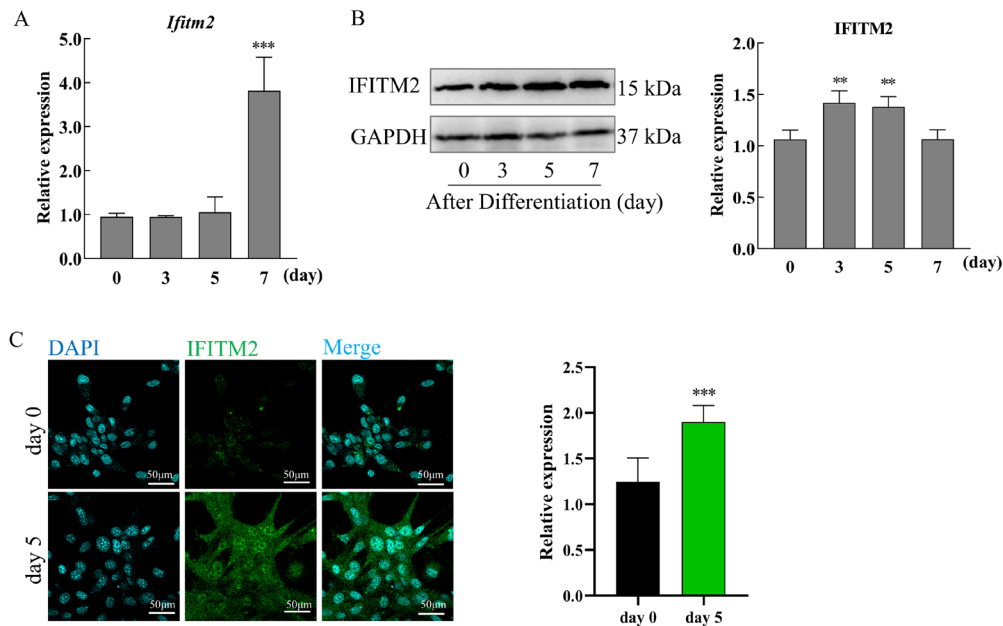 A
Ifitm2
Relative expression
5.0
4.0
3.0
2.0
1.0
0.0
***
0 3 5 7 (day)
B
IFITM2 15 kDa
GAPDH 37 kDa
0 3 5 7
After Differentiation (day)
IFITM2
Relative expression
2.0
1.5
1.0
0.5
0.0
** **
0 3 5 7 (day)
C
DAPI IFITM2 Merge
day 0
50μm 50μm 50μm
day 5
50μm 50μm 50μm
Relative expression
2.5
2.0
1.5
1.0
0.5
0.0
***
day 0 day 5